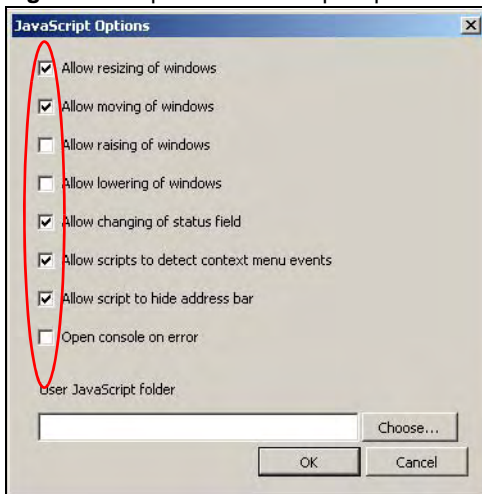 JavaScript Options
Allow resizing of windows
Allow moving of windows
Allow raising of windows
Allow lowering of windows
Allow changing of status field
Allow scripts to detect context menu events
Allow script to hide address bar
Open console on error
User JavaScript folder
Choose...
OK Cancel